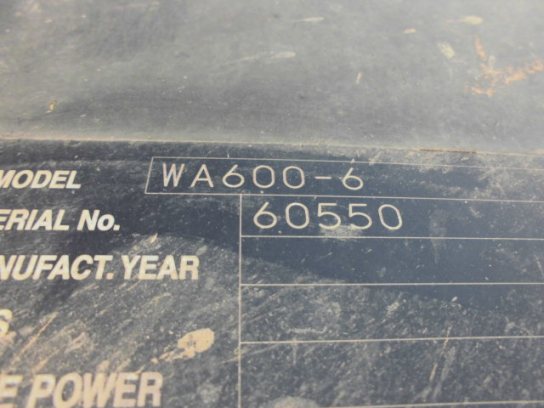 MODEL WA600-6
ERIAL No. 60550
NUFACT. YEAR
S
E POWER